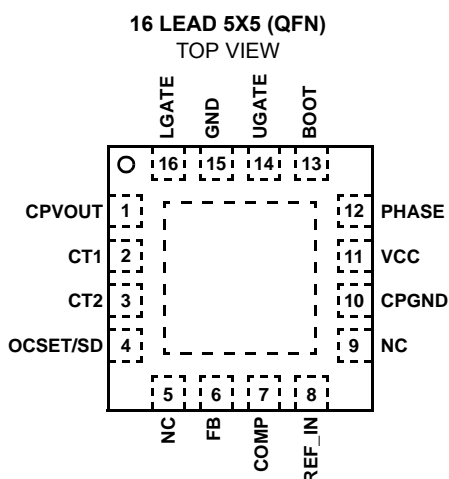 16 LEAD 5X5 (QFN)
TOP VIEW
LGATE
GND
UGATE
BOOT
16
15
14
13
CPVOUT 1
12 PHASE
CT1 2
11 VCC
CT2 3
10 CPGND
OCSET/SD 4
9 NC
5
6
7
8
NC
FB
COMP
REF_IN